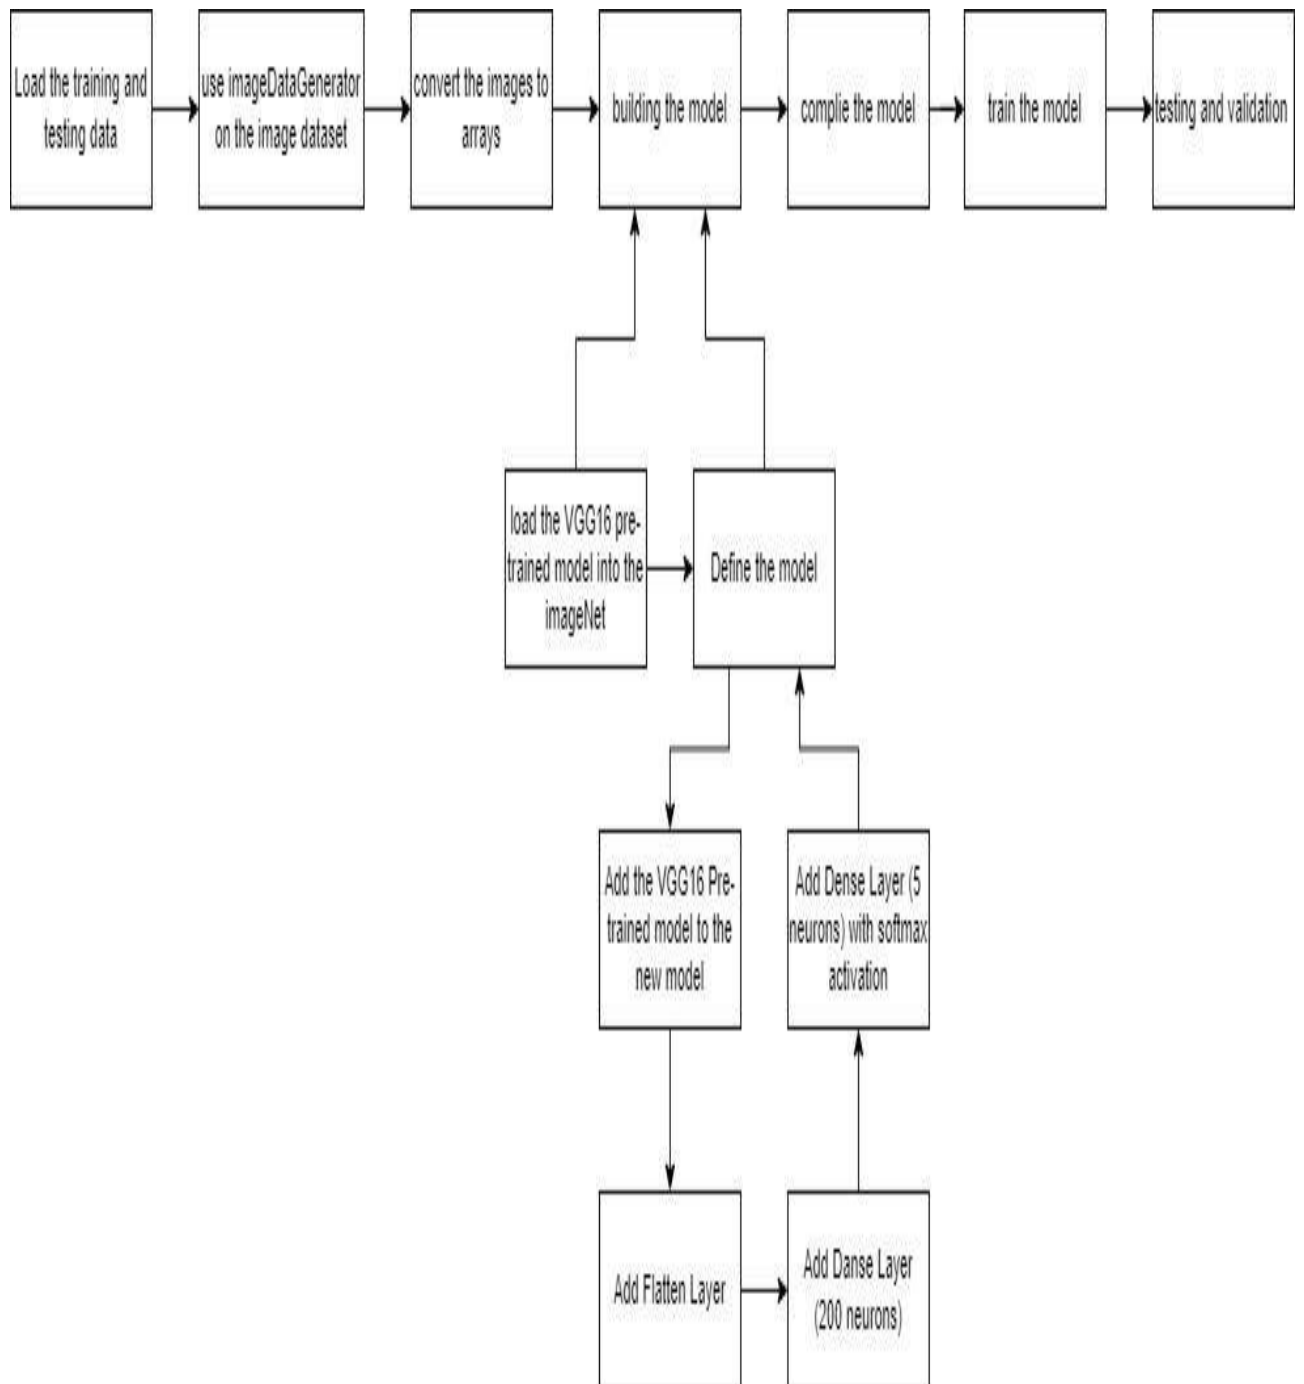 Load the training and
testing data
use imageDataGenerator
on the image dataset
convert the images to
arrays
building the model
complie the model
train the model
testing and validation
load the VGG16 pre-
trained model into the
imageNet
Define the model
Add the VGG16 Pre-
trained model to the
new model
Add Dense Layer (5
neurons) with softmax
activation
Add Flatten Layer
Add Danse Layer
(200 neurons)